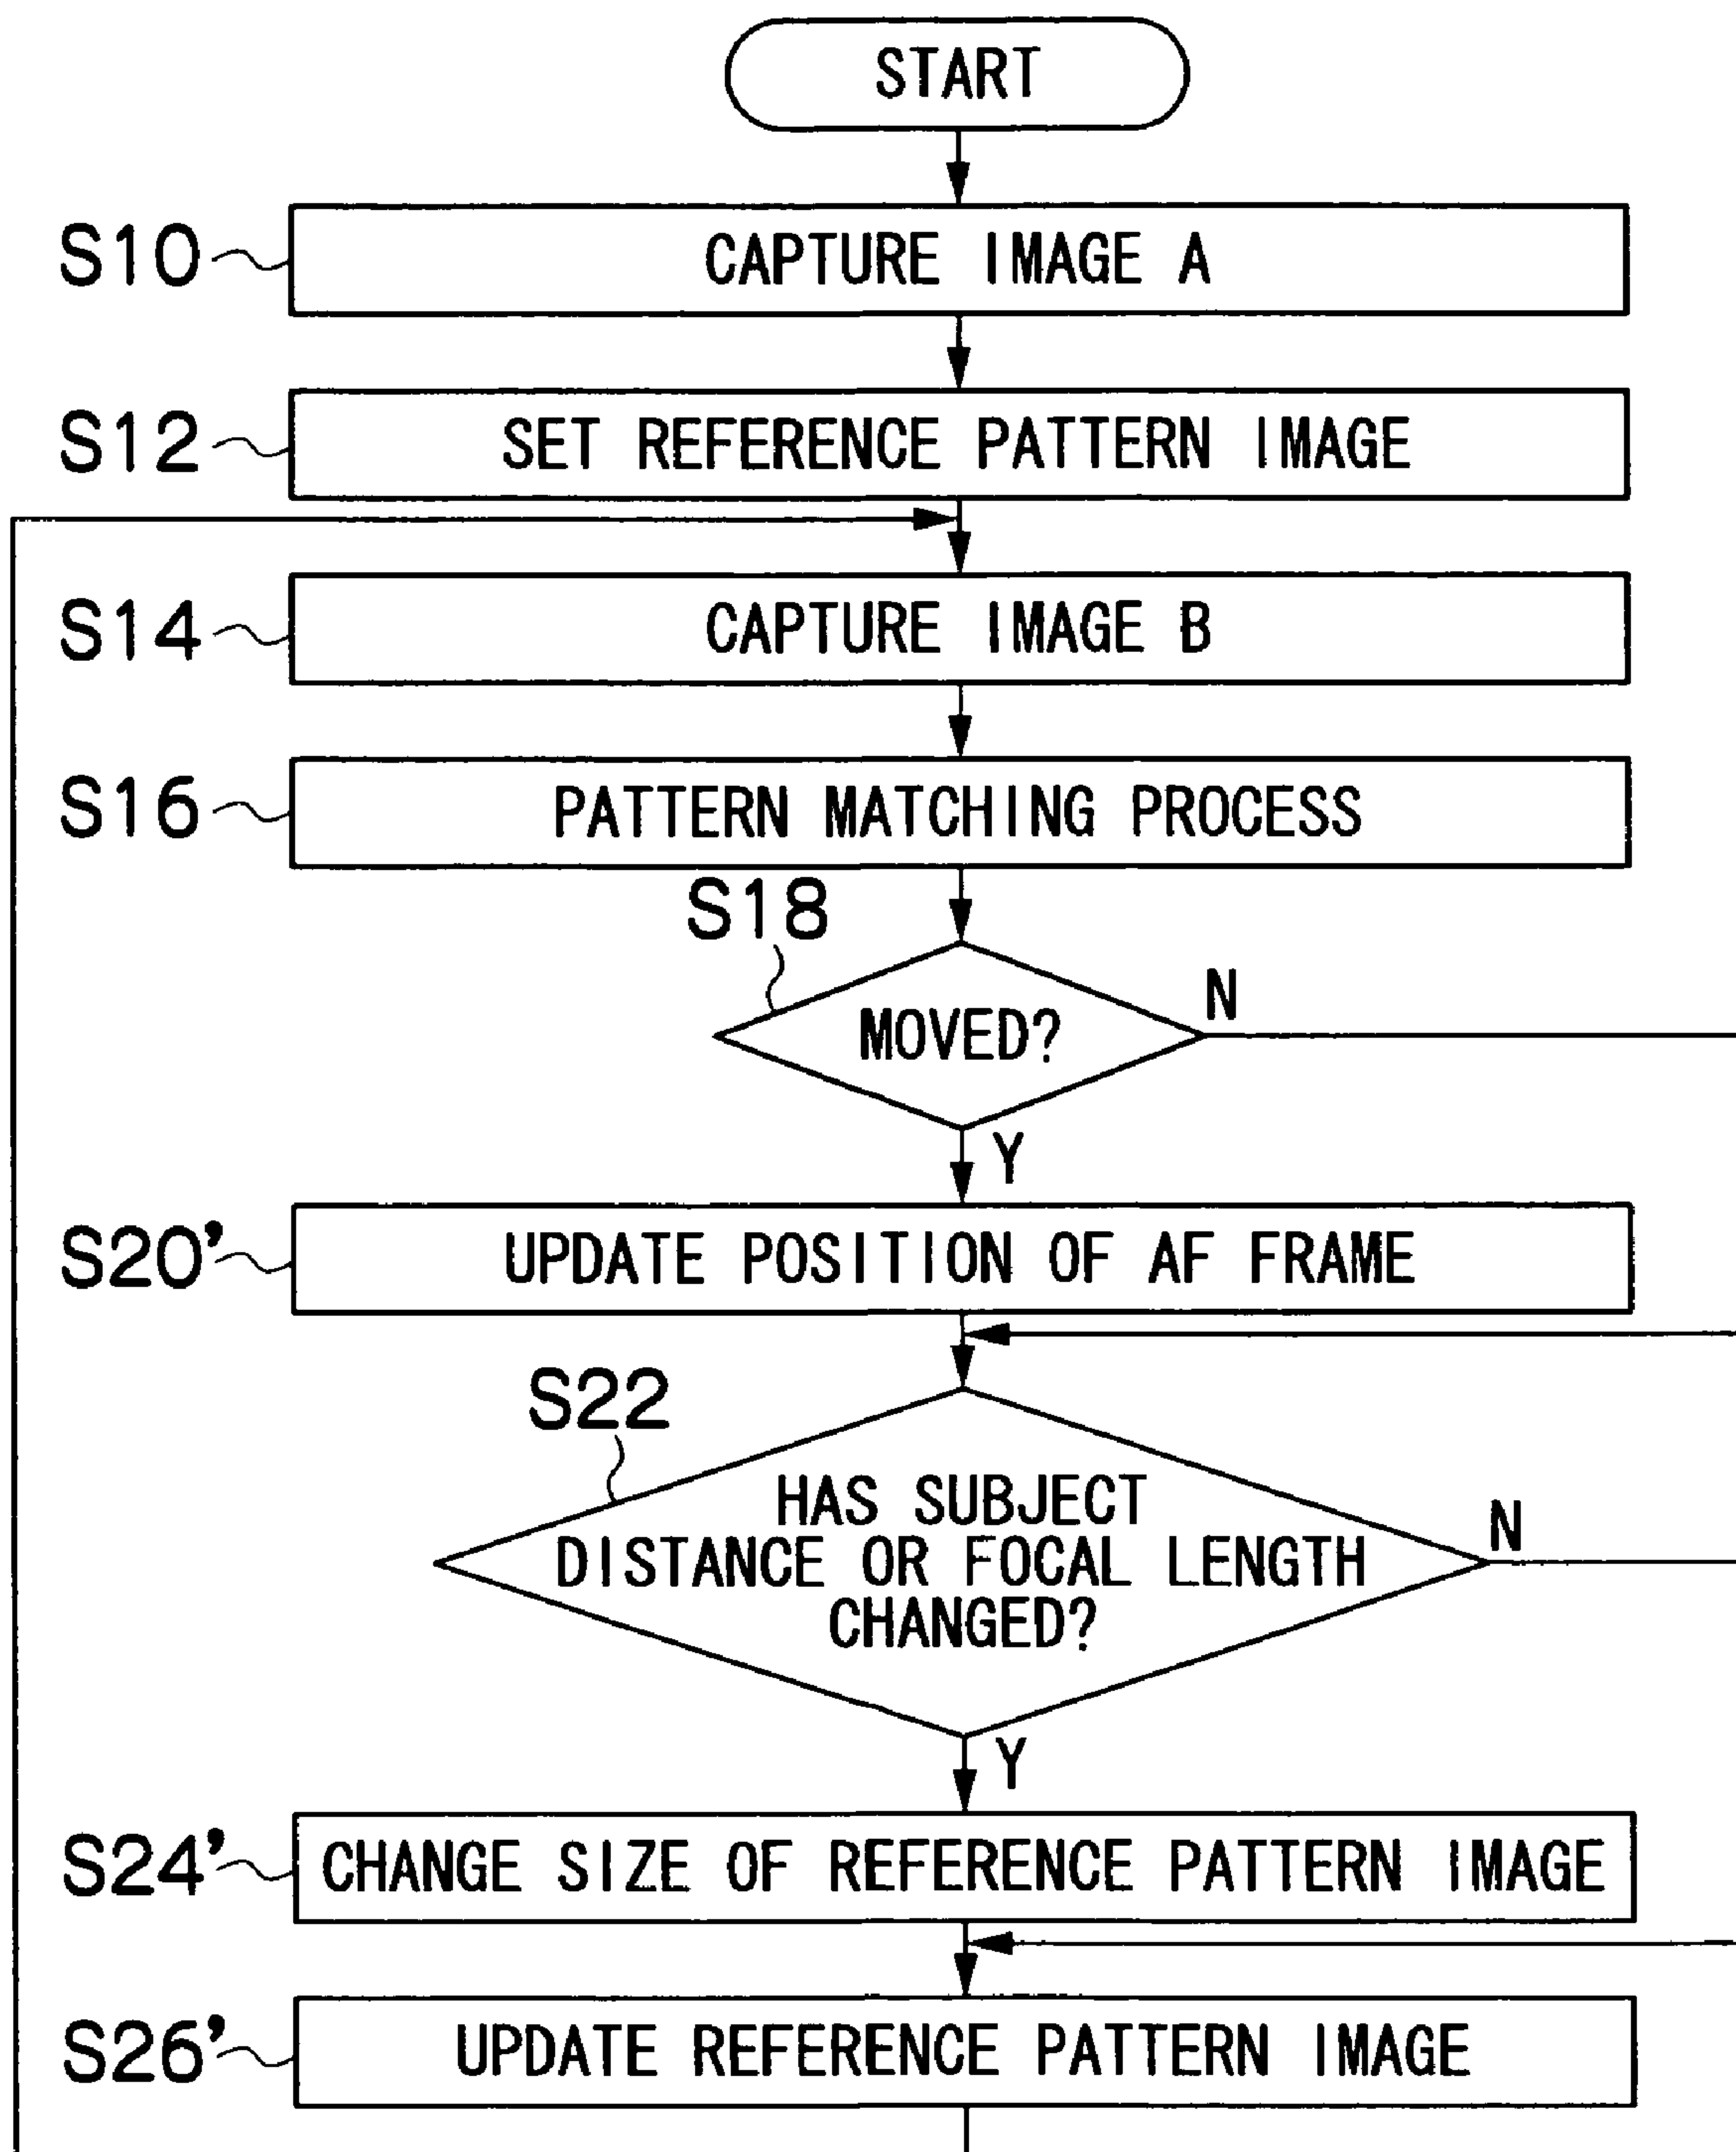 START
S10
CAPTURE IMAGE A
S12
SET REFERENCE PATTERN IMAGE
S14
CAPTURE IMAGE B
S16
PATTERN MATCHING PROCESS
S18
MOVED?
N
Y
S20'
UPDATE POSITION OF AF FRAME
S22
HAS SUBJECT
DISTANCE OR FOCAL LENGTH
CHANGED?
N
Y
S24'
CHANGE SIZE OF REFERENCE PATTERN IMAGE
S26'
UPDATE REFERENCE PATTERN IMAGE